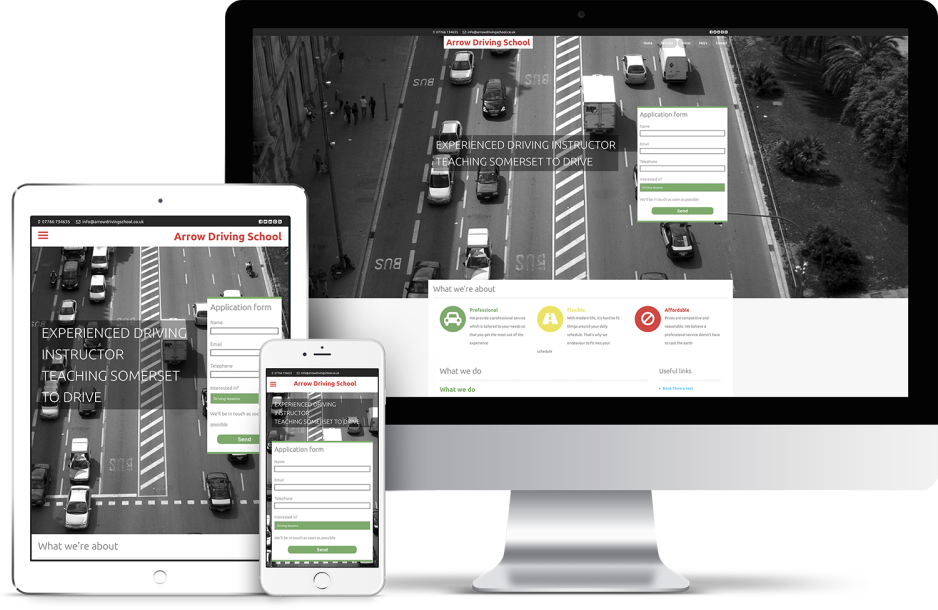 07766 734635 info@arrowdrivingschool.co.uk
Arrow Driving School
Home
FAQ's
Contact
BUS
BUS
EXPERIENCED DRIVING INSTRUCTOR
TEACHING SOMERSET TO DRIVE
Application form
Name
Email
Telephone
Interested in?
Driving lessons
We'll be in touch as soon as possible
Send
BUS
BUS
What we're about
Professional
We provide a professional service
which is tailored to your needs so
that you get the most out of the
experience
Flexible
With modern life, it's hard to fit
things around your daily
schedule. That's why we
endeavour to fit into your
schedule
Affordable
Prices are competitive and
reasonable. We believe a
professional service doesn't have
to cost the earth
What we do
What we do
Useful links
Book Theory Test
07766 734635 info@arrowdrivingschool.co.uk
Arrow Driving School
EXPERIENCED DRIVING
INSTRUCTOR
TEACHING SOMERSET
TO DRIVE
Application form
Name
Email
Telephone
Interested in?
Driving lessons
We'll be in touch as soon as
possible
Send
BUS
BUS
What we're about
07766 734635 info@arrowdrivingschool.co.uk
Arrow Driving School
EXPERIENCED DRIVING
INSTRUCTOR
TEACHING SOMERSET TO DRIVE
Application form
Name
Email
Telephone
Interested in?
Driving lessons
We'll be in touch as soon as possible
Send